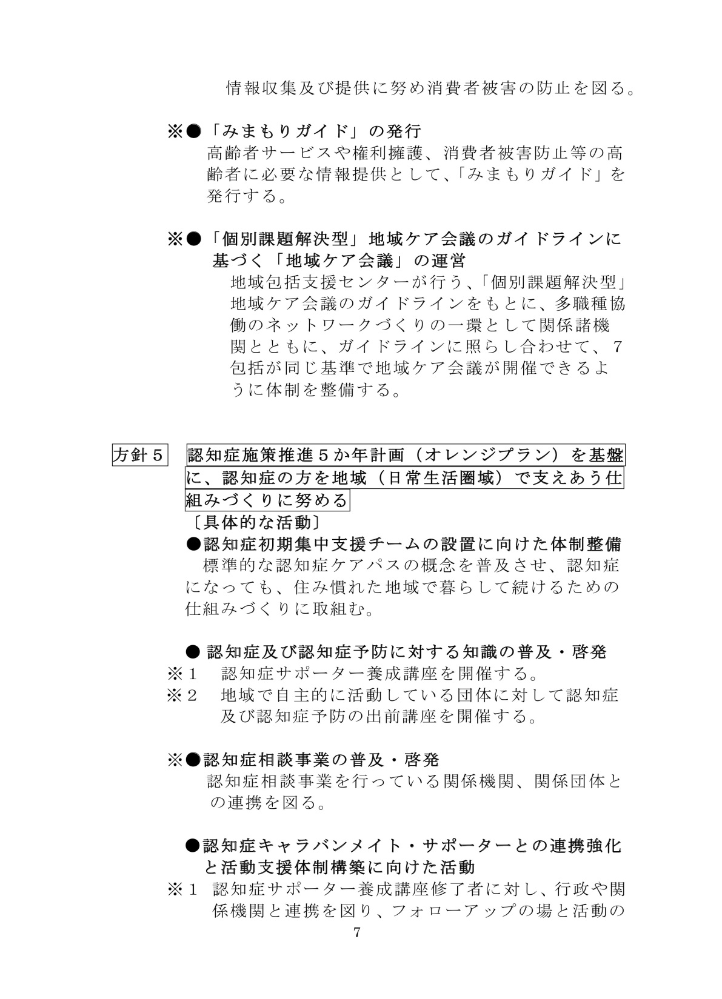 情報収集及び提供に努め消費者被害の防止を図る。
※●「みまもりガイド」の発行
高齢者サービスや権利擁護、消費者被害防止等の高
齢者に必要な情報提供として、「みまもりガイド」を
発行する。
※●「個別課題解決型」地域ケア会議のガイドラインに
基づく「地域ケア会議」の運営
地域包括支援センターが行う、「個別課題解決型」
地域ケア会議のガイドラインをもとに、多職種協
働のネットワークづくりの一環として関係諸機
関とともに、ガイドラインに照らし合わせて、７
包括が同じ基準で地域ケア会議が開催できるよ
うに体制を整備する。
方針５　認知症施策推進５か年計画（オレンジプラン）を基盤
に、認知症の方を地域（日常生活圏域）で支えあう仕
組みづくりに努める
〔具体的な活動〕
●認知症初期集中支援チームの設置に向けた体制整備
標準的な認知症ケアパスの概念を普及させ、認知症
になっても、住み慣れた地域で暮らして続けるための
仕組みづくりに取組む。
● 認知症及び認知症予防に対する知識の普及・啓発
※１　認知症サポーター養成講座を開催する。
※２　地域で自主的に活動している団体に対して認知症
及び認知症予防の出前講座を開催する。
※●認知症相談事業の普及・啓発
認知症相談事業を行っている関係機関、関係団体と
の連携を図る。
●認知症キャラバンメイト・サポーターとの連携強化
と活動支援体制構築に向けた活動
※１　認知症サポーター養成講座修了者に対し、行政や関
係機関と連携を図り、フォローアップの場と活動の
7